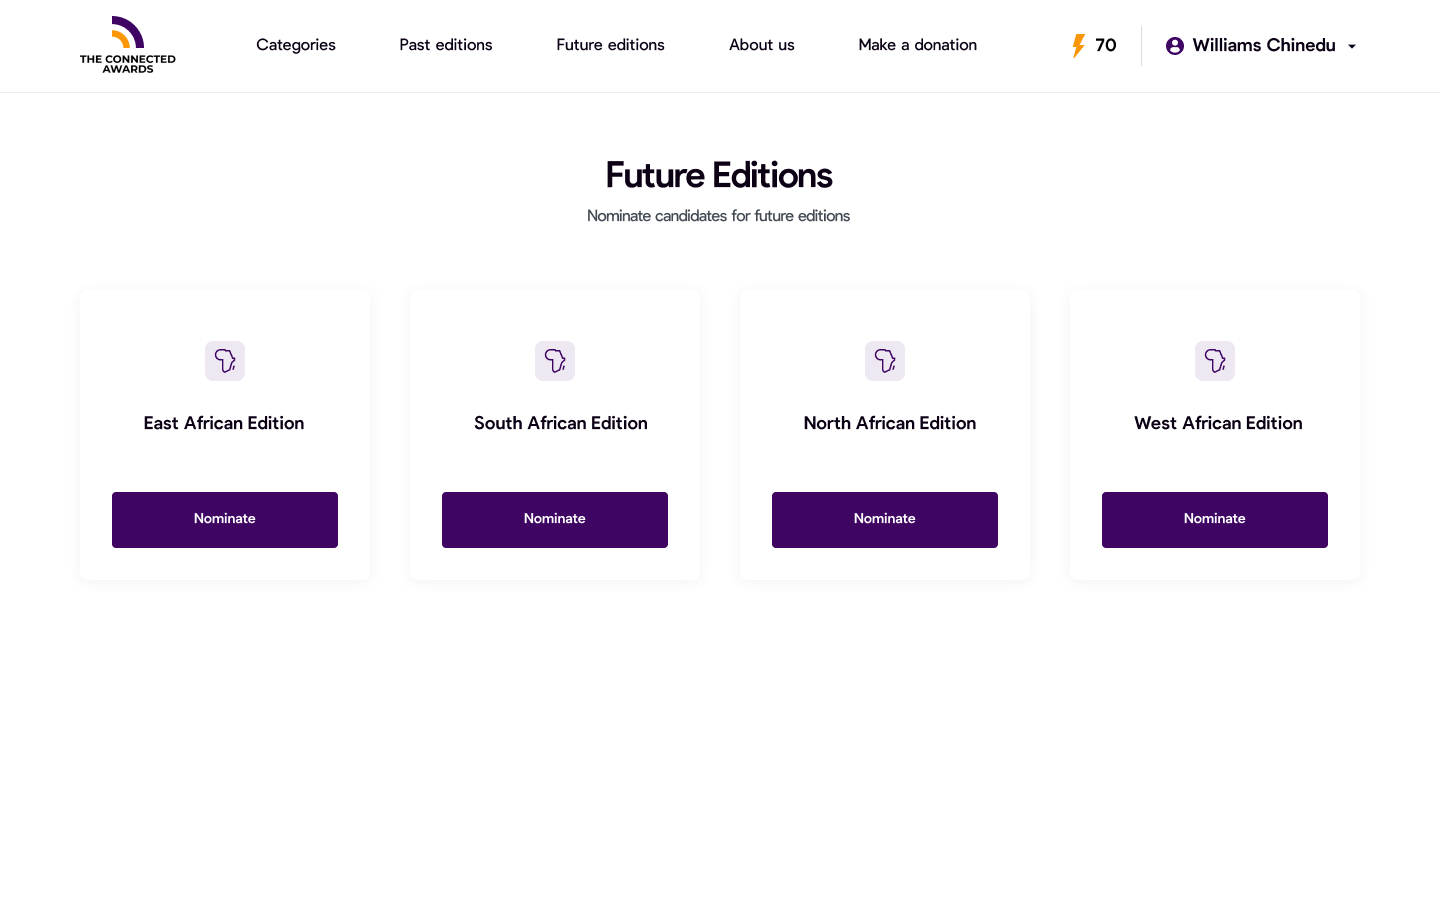 THE CONNECTED
AWARDS
Categories
Past editions
Future editions
About us
Make a donation
70
Williams Chinedu
Future Editions
Nominate candidates for future editions
East African Edition
South African Edition
North African Edition
West African Edition
Nominate
Nominate
Nominate
Nominate